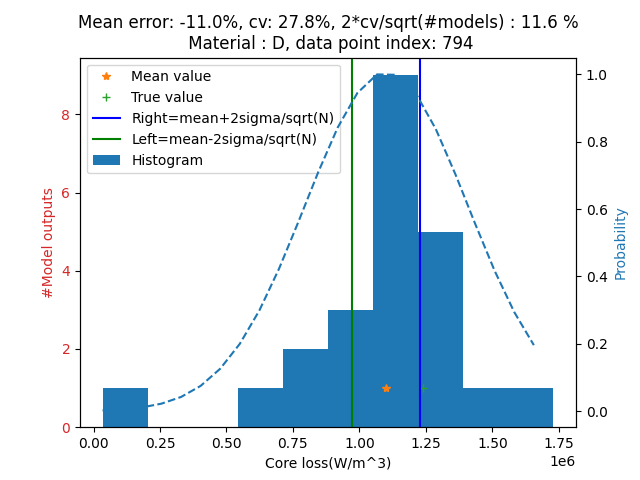 Mean error: -11.0%, cv: 27.8%, 2*cv/sqrt(#models) : 11.6 %
Material : D, data point index: 794
Mean value
True value
Right=mean+2sigma/sqrt(N)
Left=mean-2sigma/sqrt(N)
Histogram
#Model outputs
8
6
4
2
0
1.0
0.8
0.6
0.4
0.2
0.0
Probability
0.00 0.25 0.50 0.75 1.00 1.25 1.50 1.75
1e6
Core loss(W/m^3)